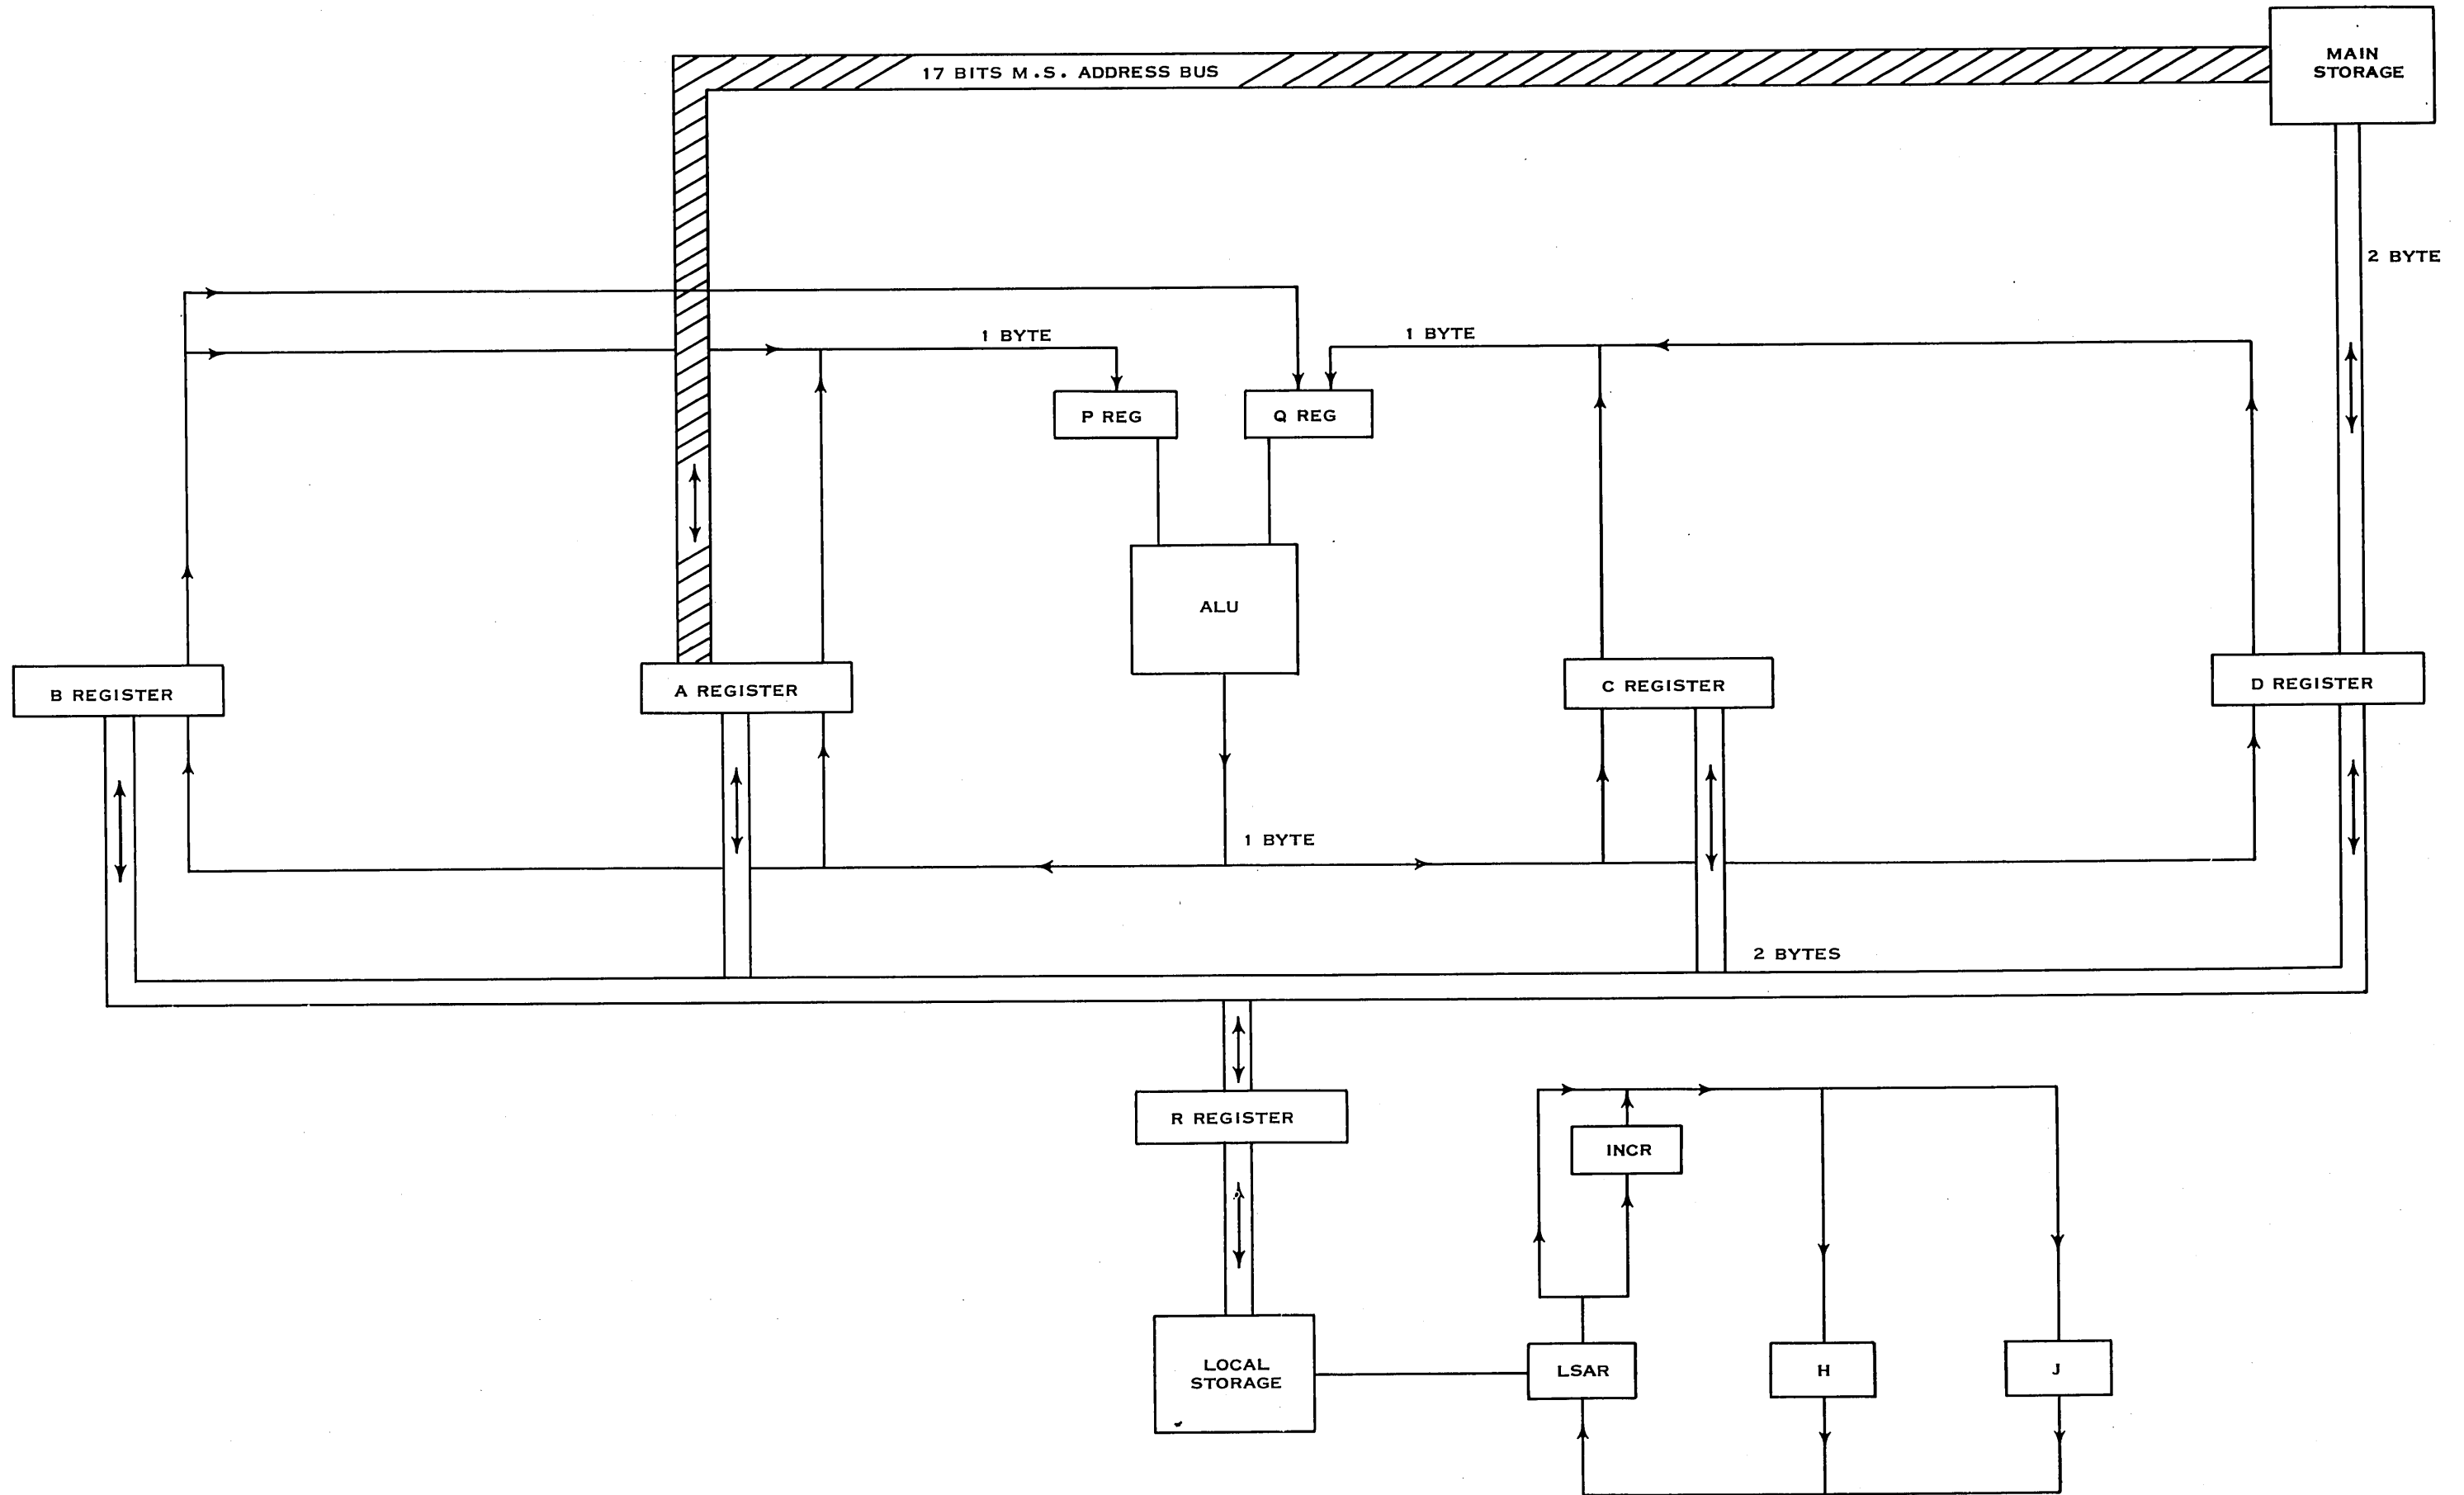 MAIN
STORAGE
17 BITS M.S. ADDRESS BUS
2 BYTE
1 BYTE
1 BYTE
P REG
Q REG
ALU
B REGISTER
A REGISTER
C REGISTER
D REGISTER
1 BYTE
2 BYTES
R REGISTER
INCR
LOCAL
STORAGE
LSAR
H
J